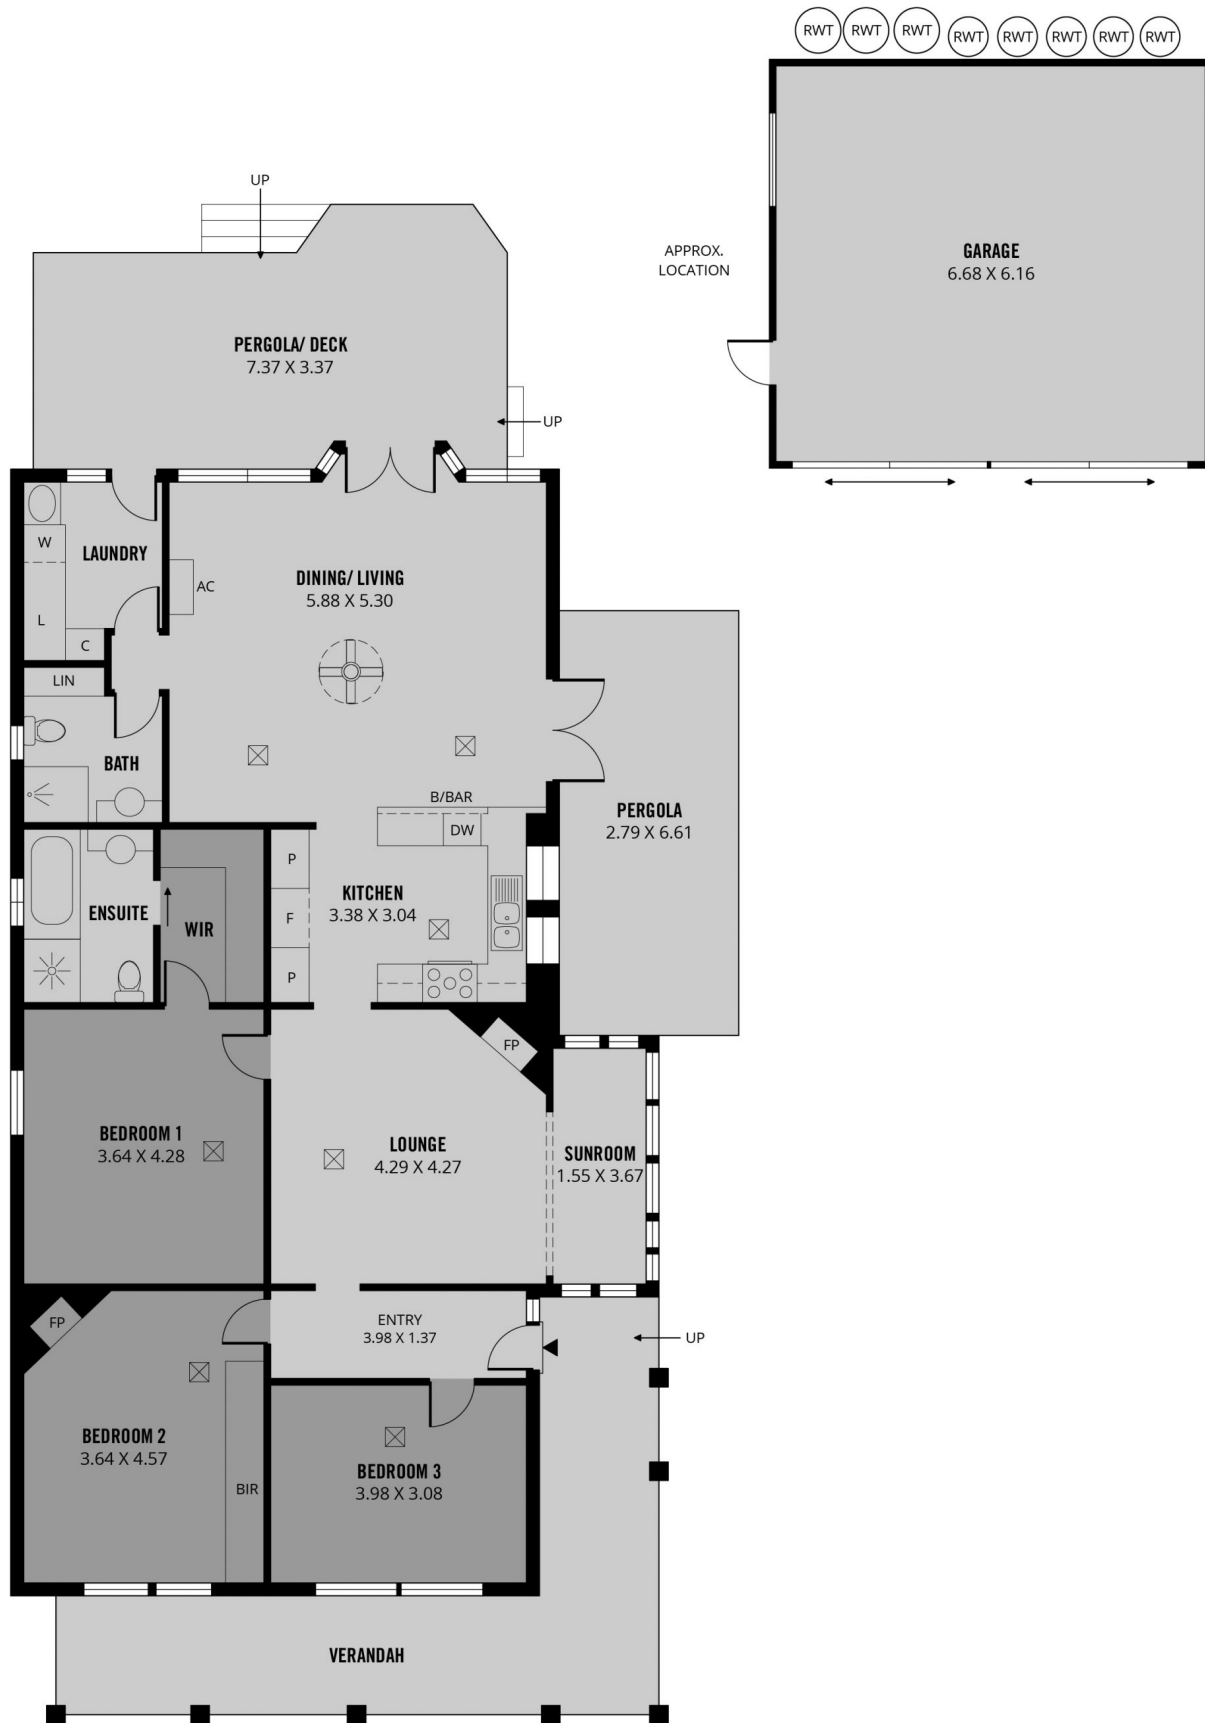 RWT RWT RWT RWT RWT RWT RWT RWT
UP
APPROX.
LOCATION
GARAGE
6.68 X 6.16
PERGOLA/ DECK
7.37 X 3.37
UP
W
LAUNDRY
L
C
AC
DINING/ LIVING
5.88 X 5.30
LIN
BATH
B/BAR
DW
PERGOLA
2.79 X 6.61
P
F
P
KITCHEN
3.38 X 3.04
ENSUITE
WIR
FP
BEDROOM 1
3.64 X 4.28
LOUNGE
4.29 X 4.27
SUNROOM
1.55 X 3.67
FP
ENTRY
3.98 X 1.37
UP
BEDROOM 2
3.64 X 4.57
BIR
BEDROOM 3
3.98 X 3.08
VERANDAH